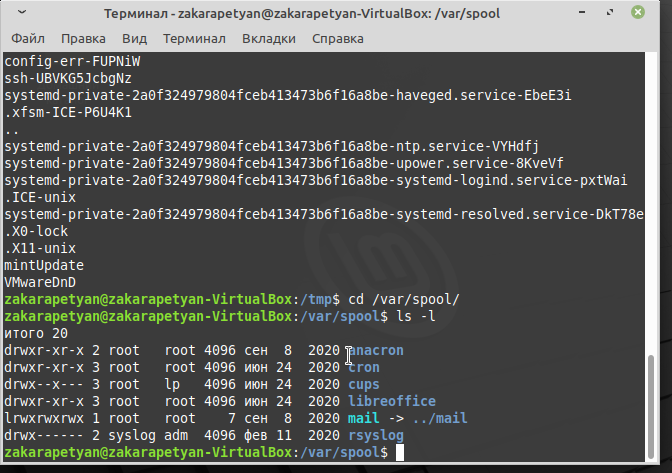 Терминал - zakarapetyan@zakarapetyan-VirtualBox: /var/spool
Файл Правка Вид Терминал Вкладки Справка
config-err-FUPNiW
ssh-UBVKG5JcbgNz
systemd-private-2a0f324979804fceb413473b6f16a8be-haveged.service-EbeE3i
.xfsm-ICE-P6U4K1
..
systemd-private-2a0f324979804fceb413473b6f16a8be-ntp.service-VYHdfj
systemd-private-2a0f324979804fceb413473b6f16a8be-upower.service-8KveVf
systemd-private-2a0f324979804fceb413473b6f16a8be-systemd-logind.service-pxtWai
.ICE-unix
systemd-private-2a0f324979804fceb413473b6f16a8be-systemd-resolved.service-DkT78e
.X0-lock
.X11-unix
mintUpdate
VMwareDnD
zakarapetyan@zakarapetyan-VirtualBox:/tmp$ cd /var/spool/
zakarapetyan@zakarapetyan-VirtualBox:/var/spool$ ls -l
итого 20
drwxr-xr-x 2 root   root 4096 сен  8  2020 anacron
drwxr-xr-x 3 root   root 4096 июн 24  2020 cron
drwx--x--- 3 root   lp   4096 июн 24  2020 cups
drwxr-xr-x 3 root   root 4096 июн 24  2020 libreoffice
lrwxrwxrwx 1 root   root    7 сен  8  2020 mail -> ../mail
drwx------ 2 syslog adm  4096 фев 11  2020 rsyslog
zakarapetyan@zakarapetyan-VirtualBox:/var/spool$